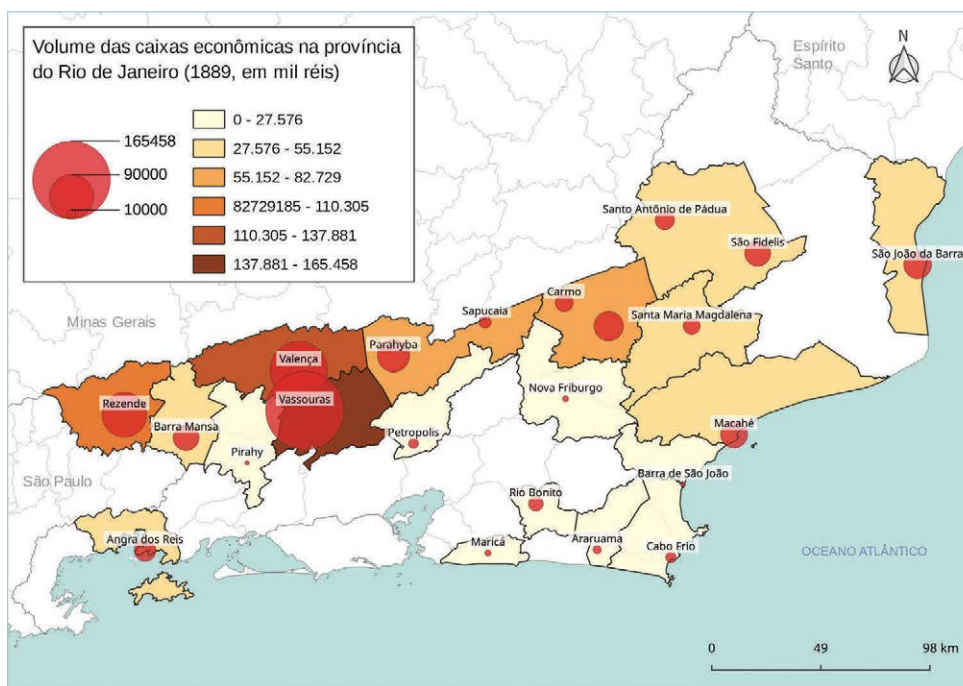 Volume das caixas econômicas na província
do Rio de Janeiro (1889, em mil réis)
165458
90000
10000
0 - 27.576
27.576 - 55.152
55.152 - 82.729
82729185 - 110.305
110.305 - 137.881
137.881 - 165.458
Espírito
Santo
N
Santo Antônio de Pádua
São Fidelis
São João da Barra
Carmo
Sapucaia
Santa Maria Magdalena
Minas Gerais
Parahyba
Valença
Nova Friburgo
Rezende
Vassouras
Barra Mansa
Petropolis
Macahé
Pirahy
Barra de São João
São Paulo
Rio Bonito
Angra dos Reis
Maricá
Araruama
Cabo Frio
OCEANO ATLÂNTICO
0 49 98 km